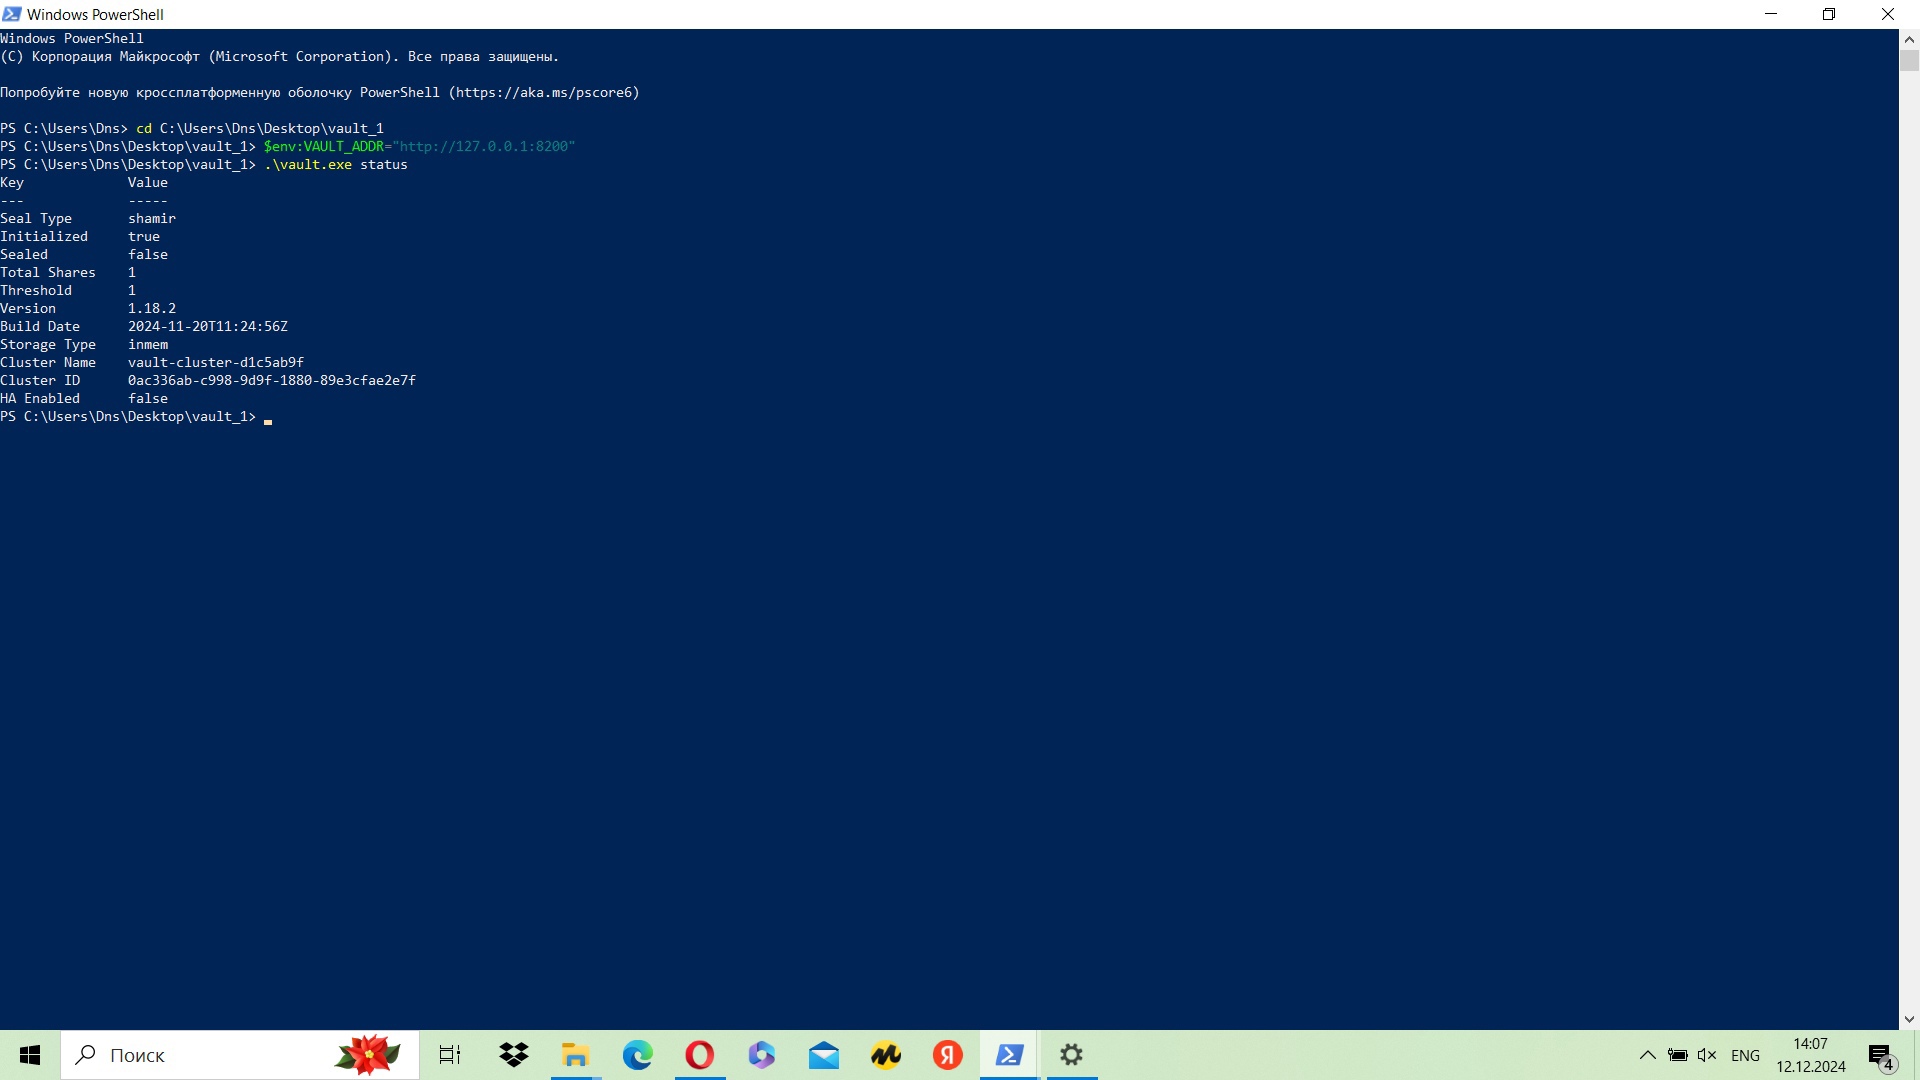 Windows PowerShell
Windows PowerShell
(C) Корпорация Майкрософт (Microsoft Corporation). Все права защищены.
Попробуйте новую кроссплатформенную оболочку PowerShell (https://aka.ms/pscore6)
PS C:\Users\Dns> cd C:\Users\Dns\Desktop\vault_1
PS C:\Users\Dns\Desktop\vault_1> $env:VAULT_ADDR="http://127.0.0.1:8200"
PS C:\Users\Dns\Desktop\vault_1> .\vault.exe status
Key             Value
---             -----
Seal Type       shamir
Initialized     true
Sealed          false
Total Shares    1
Threshold       1
Version         1.18.2
Build Date      2024-11-20T11:24:56Z
Storage Type    inmem
Cluster Name    vault-cluster-d1c5ab9f
Cluster ID      0ac336ab-c998-9d9f-1880-89e3cfae2e7f
HA Enabled      false
PS C:\Users\Dns\Desktop\vault_1>
Поиск
Я
ENG
14:07
12.12.2024
4